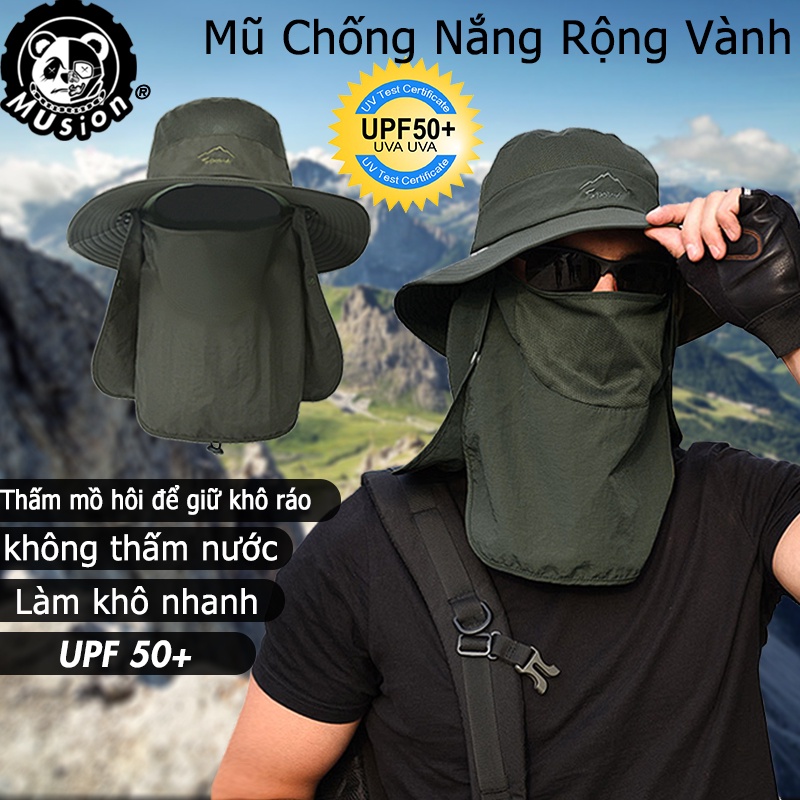 Mũ Chống Nắng Rộng Vành
MUsion®
UV Test Certificate
UPF50+
UVA UVA
UV Test Certificate
Thấm mồ hôi để giữ khô ráo
không thấm nước
Làm khô nhanh
UPF 50+